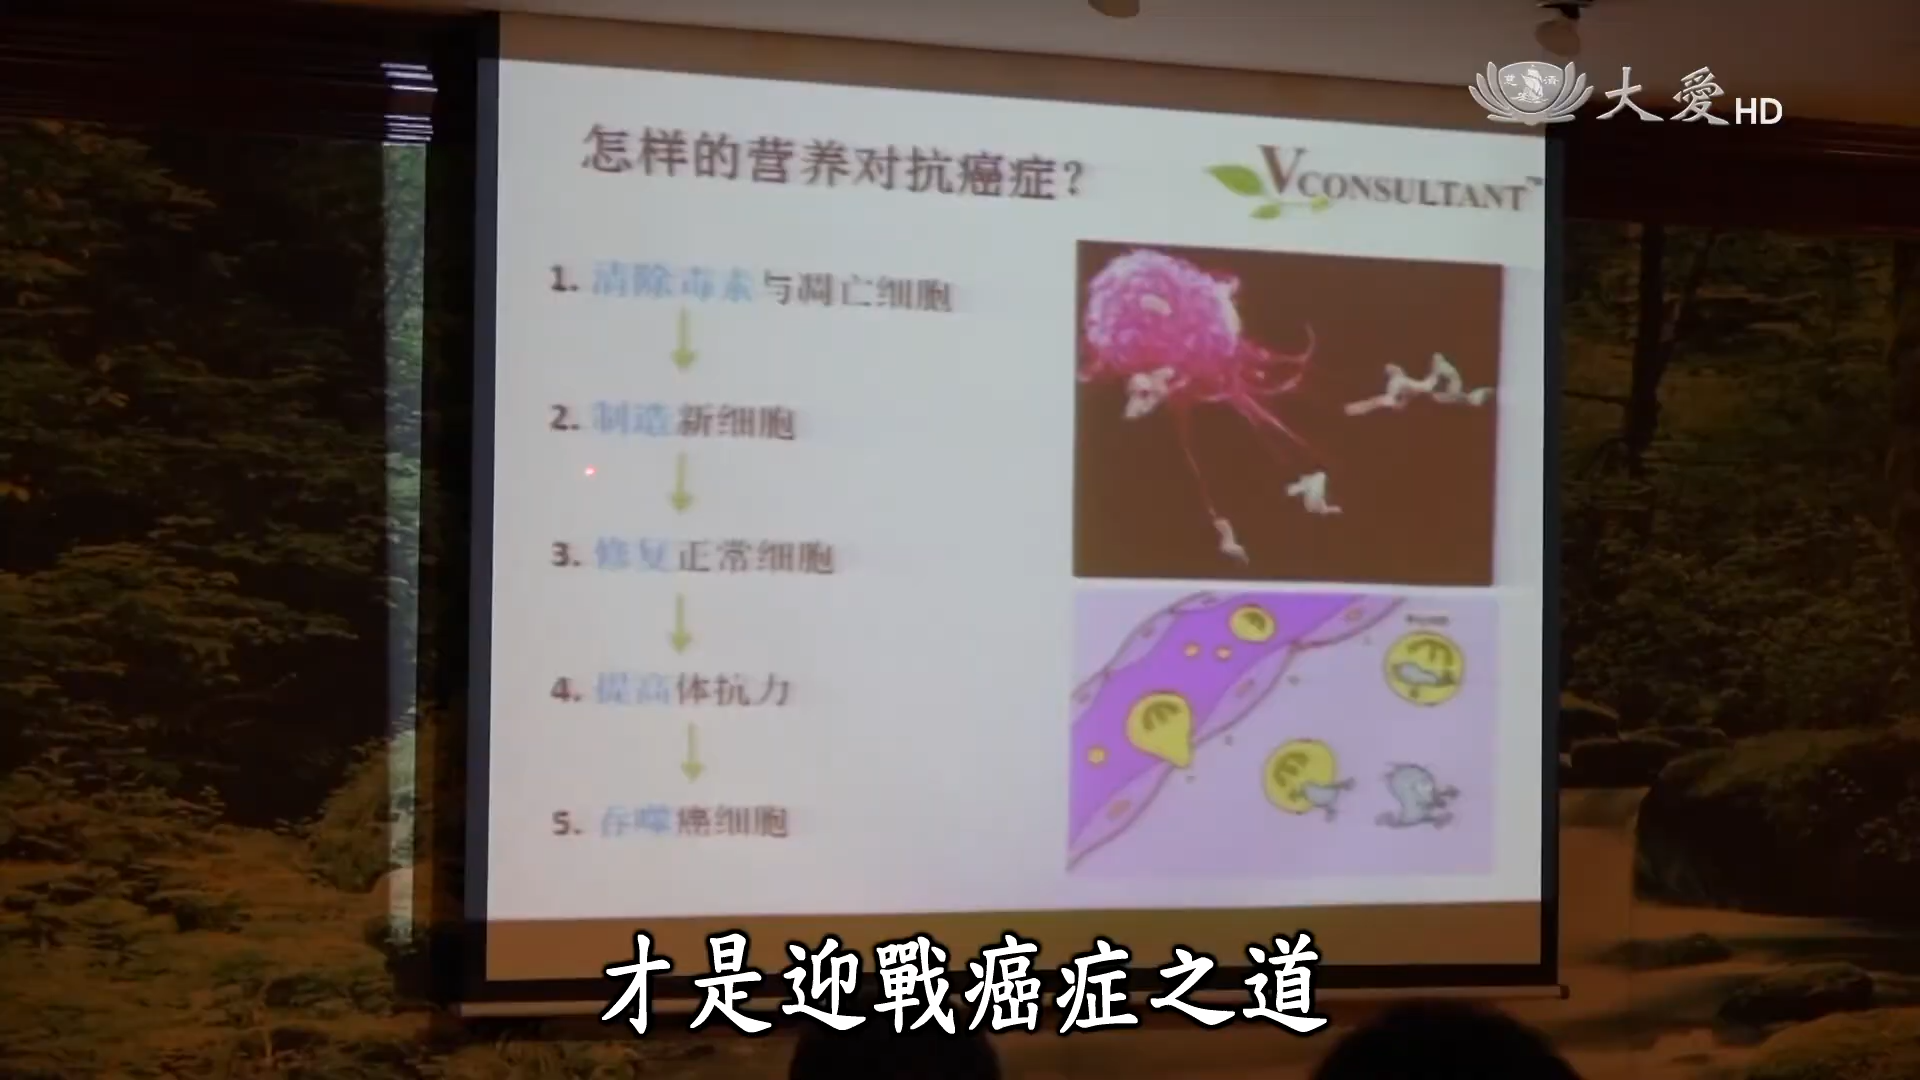 大愛HD
怎样的营养对抗癌症?
VCONSULTANT™
1. 清除毒素与凋亡细胞
2. 制造新细胞
3. 修复正常细胞
4. 提高体抗力
5. 吞噬癌细胞
才是迎戰癌症之道